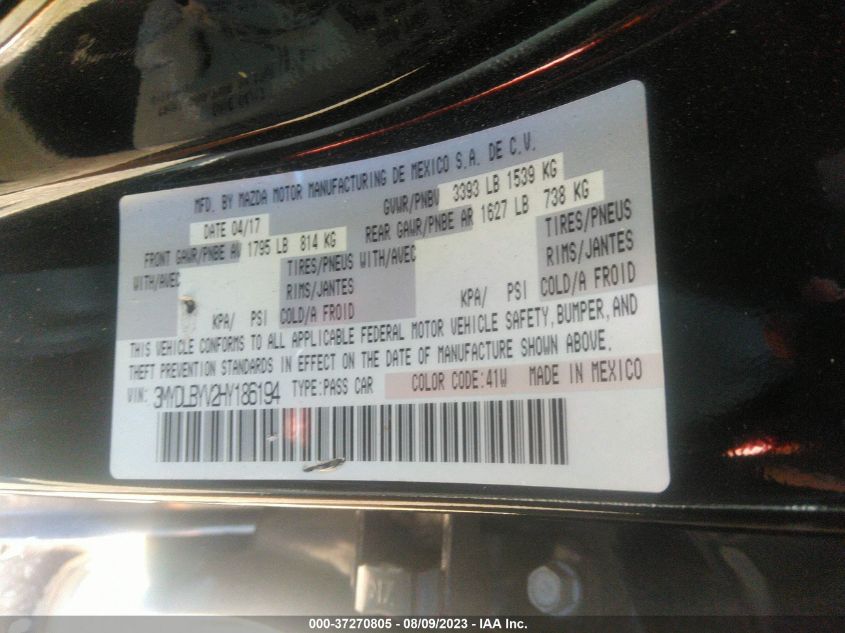 MFD. BY MAZDA MOTOR MANUFACTURING DE MEXICO S.A. DE C.V.
DATE 04/17 GVWR/PNBV 3393 LB 1539 KG
FRONT GAWR/PNBE AV 1795 LB 814 KG REAR GAWR/PNBE AR 1627 LB 738 KG
WITH/AVEC TIRES/PNEUS WITH/AVEC TIRES/PNEUS
RIMS/JANTES RIMS/JANTES
KPA/ PSI COLD/A FROID KPA/ PSI COLD/A FROID
THIS VEHICLE CONFORMS TO ALL APPLICABLE FEDERAL MOTOR VEHICLE SAFETY, BUMPER, AND
THEFT PREVENTION STANDARDS IN EFFECT ON THE DATE OF MANUFACTURE SHOWN ABOVE.
VIN: 3MYDLBYV2HY186194 TYPE: PASS CAR COLOR CODE: 41W MADE IN MEXICO
000-37270805 - 08/09/2023 - IAA Inc.